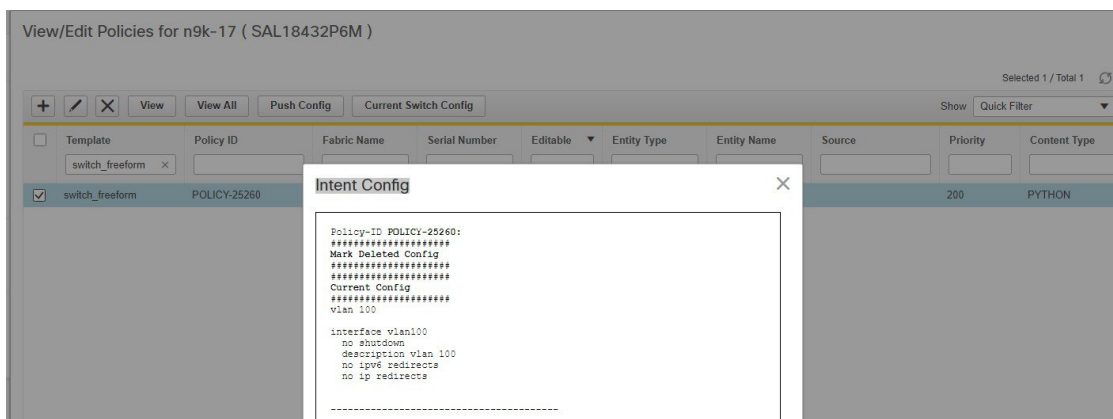 View/Edit Policies for n9k-17 ( SAL18432P6M )
Selected 1 / Total 1
View View All Push Config Current Switch Config Show Quick Filter
Template Policy ID Fabric Name Serial Number Editable Entity Type Entity Name Source Priority Content Type
switch_freeform
switch_freeform POLICY-25260 200 PYTHON
Intent Config
Policy-ID POLICY-25260:
#####################
Mark Deleted Config
#####################
#####################
Current Config
#####################
vlan 100
interface vlan100
no shutdown
description vlan 100
no ipv6 redirects
no ip redirects
----------------------------------------